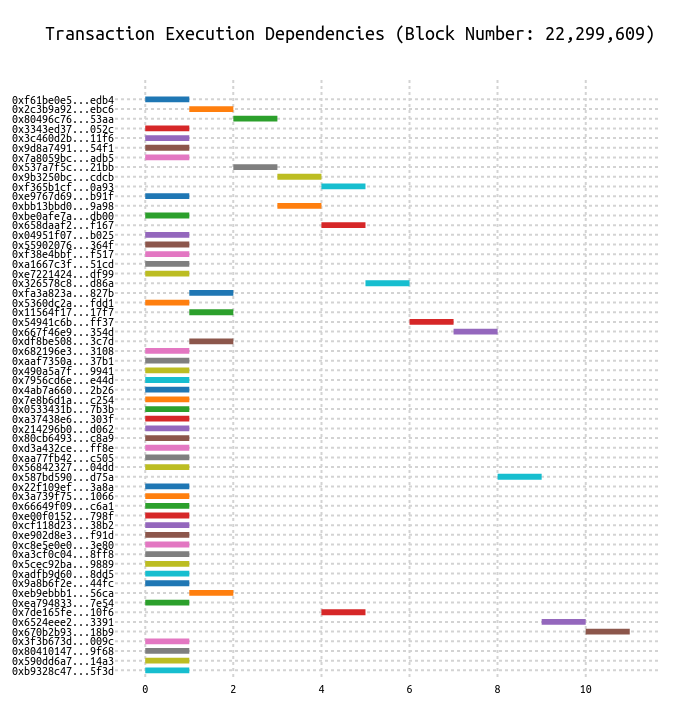 Transaction Execution Dependencies (Block Number: 22,299,609)
0xf61be0e5...edb4
0x2c3b9a92...ebc6
0x80496c76...53aa
0x3343ed37...052c
0x3c460d2b...11f6
0x9d8a7491...54f1
0x7a8059bc...adb5
0x537a7f5c...21bb
0x9b3250bc...cdcb
0xf365b1cf...0a93
0xe9767d69...b91f
0xbb13bbd0...9a98
0xbe0afe7a...db00
0x658daaf2...f167
0x04951f07...b025
0x55902076...364f
0xf38e4bbf...f517
0xa1667c3f...51cd
0xe7221424...df99
0x326578c8...d86a
0xfa3a823a...827b
0x5360dc2a...fdd1
0x11564f17...17f7
0x54941c6b...ff37
0x667f46e9...354d
0xdf8be508...3c7d
0x682196e3...3108
0xaaf7350a...37b1
0x490a5a7f...9941
0x7956cd6e...e44d
0x4ab7a660...2b26
0x7e8b6d1a...c254
0x0533431b...7b3b
0xa37438e6...303f
0x214296b0...d062
0x80cb6493...c8a9
0xd3a432ce...ff8e
0xaa77fb42...c505
0x56842327...04dd
0x587bd590...d75a
0x22f109ef...3a8a
0x3a739f75...1066
0x66649f09...c6a1
0xe00f0152...798f
0xcf118d23...38b2
0xe902d8e3...f91d
0xc8e5e0e0...3e80
0xa3cf0c04...8ff8
0x5cec92ba...9889
0xadfb9d60...8dd5
0x9a8b6f2e...44fc
0xeb9ebbb1...56ca
0xea794833...7e54
0x7de165fe...10f6
0x6524eee2...3391
0x670b2b93...18b9
0x3f3b673d...009c
0x80410147...9f68
0x590dd6a7...14a3
0xb9328c47...5f3d
0 2 4 6 8 10